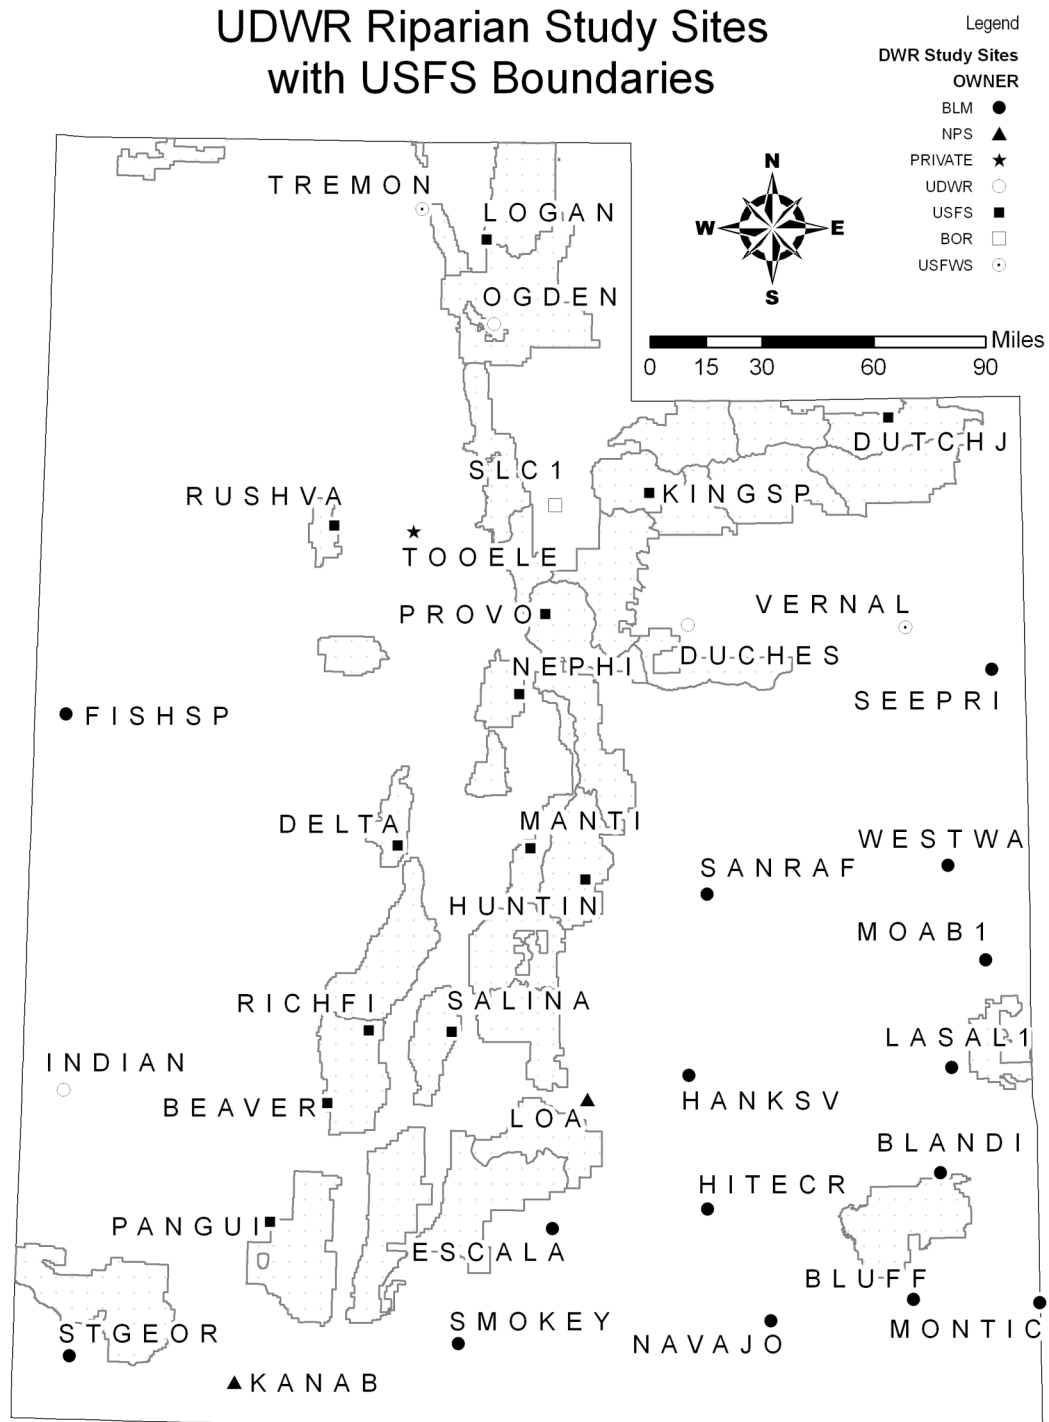 UDWR Riparian Study Sites
with USFS Boundaries
Legend
DWR Study Sites
OWNER
BLM
NPS
PRIVATE
UDWR
USFS
BOR
USFWS
N
W E
S
Miles
0 15 30 60 90
TREMON
LOGAN
OGDEN
DUTCHJ
SLC1
RUSHVA
KINGSP
TOOELE
PROVO
VERNAL
DUCHES
NEPHI
SEEPRI
FISHSP
DELTA
MANTI
WESTWA
SANRAF
HUNTIN
MOAB1
RICHFI
SALINA
LASAL1
INDIAN
BEAVER
HANKSV
LOA
BLANDI
HITECR
PANGUI
ESCALA
BLUFF
SMOKEY
STGEOR
NAVAJO
MONTIC
KANAB